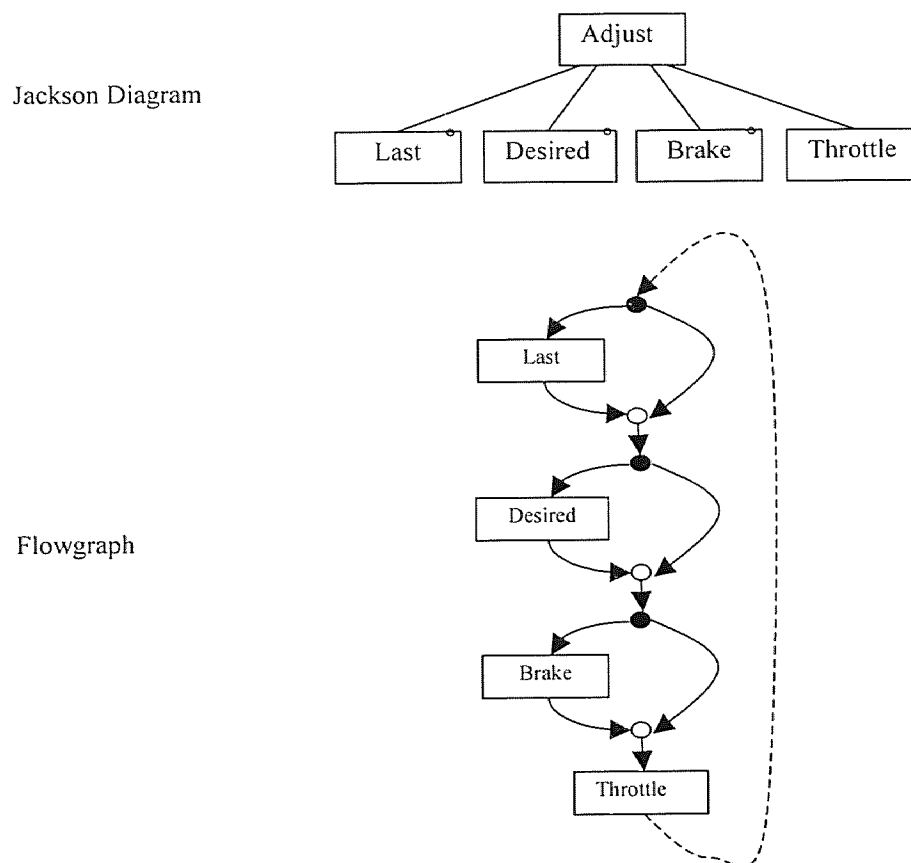 Adjust
Jackson Diagram
Last Desired Brake Throttle
Last
Desired
Flowgraph
Brake
Throttle